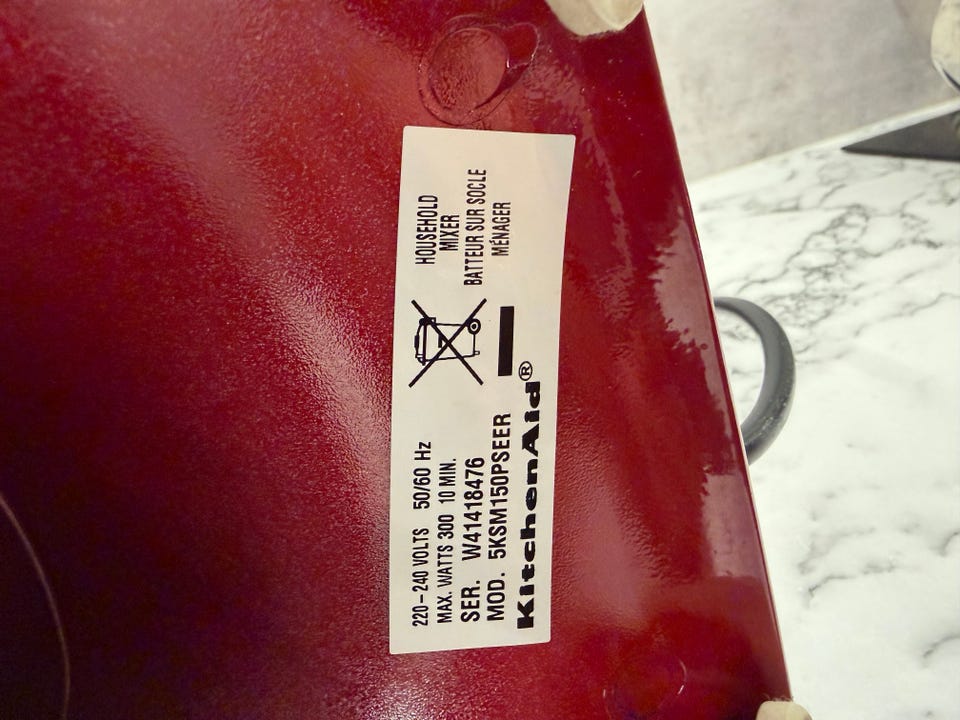 220-240 VOLTS 50/60 Hz
MAX. WATTS 300 10 MIN.
SER. W41418476
MOD. 5KSM150PSEER
KitchenAid®
HOUSEHOLD
MIXER
BATTEUR SUR SOCLE
MÉNAGER